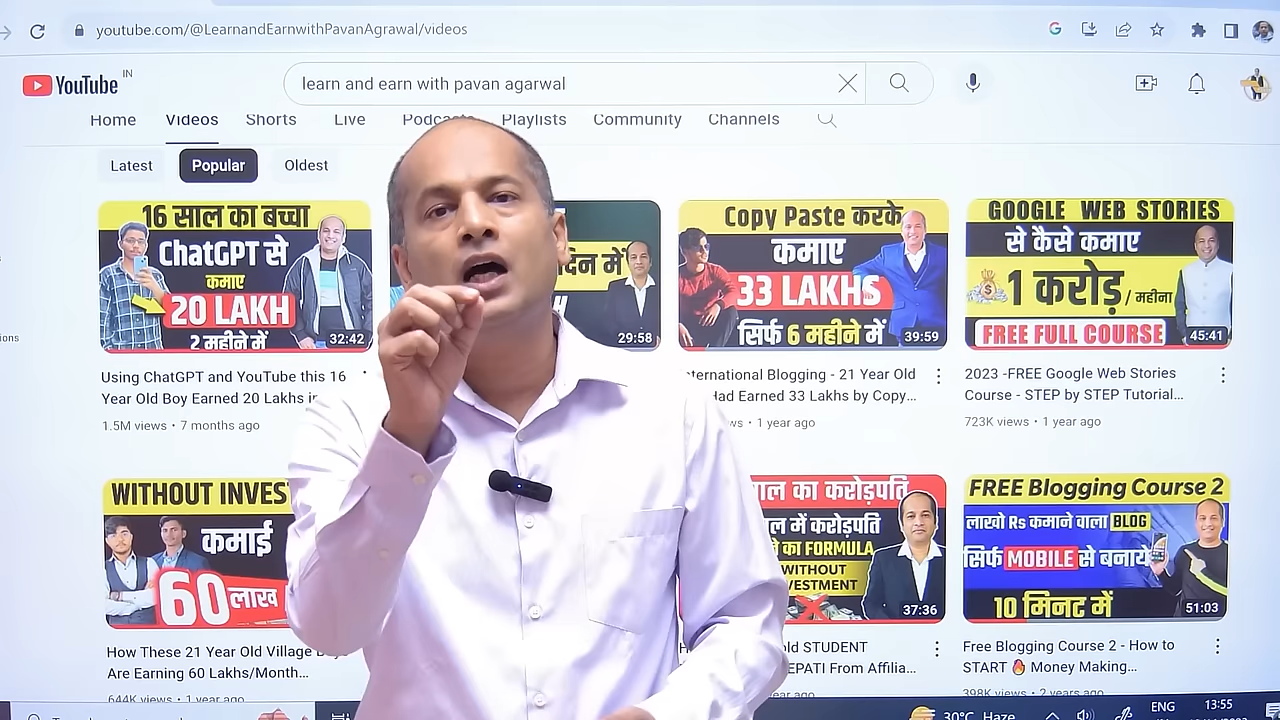 youtube.com/@LearnandEarnwithPavanAgrawal/videos
YouTube IN
learn and earn with pavan agarwal
Home Videos Shorts Live Podcasts Playlists Community Channels
Latest Popular Oldest
16 साल का बच्चा
ChatGPT से
कमाए
20 LAKH
2 महीने में
32:42
Using ChatGPT and YouTube this 16
Year Old Boy Earned 20 Lakhs in
1.5M views • 7 months ago
दिन में
29:58
Copy Paste करके
कमाए
33 LAKHS
सिर्फ 6 महीने में
39:59
International Blogging - 21 Year Old
Had Earned 33 Lakhs by Copy...
1 year ago
GOOGLE WEB STORIES
से कैसे कमाए
1 करोड़ / महीना
FREE FULL COURSE
45:41
2023 -FREE Google Web Stories
Course - STEP by STEP Tutorial...
723K views • 1 year ago
WITHOUT INVES
कमाई
60 लाख
How These 21 Year Old Village
Are Earning 60 Lakhs/Month...
644K views • 1 year ago
साल का करोड़पति
में करोड़पति
का FORMULA
WITHOUT
37:36
STUDENT
From Affilia...
year ago
FREE Blogging Course 2
लाखो Rs कमाने वाला BLOG
सिर्फ MOBILE से बनाये
10 मिनट में
51:03
Free Blogging Course 2 - How to
START 🔥 Money Making...
398K views • 2 years ago
30°C Haze
ENG
13:55